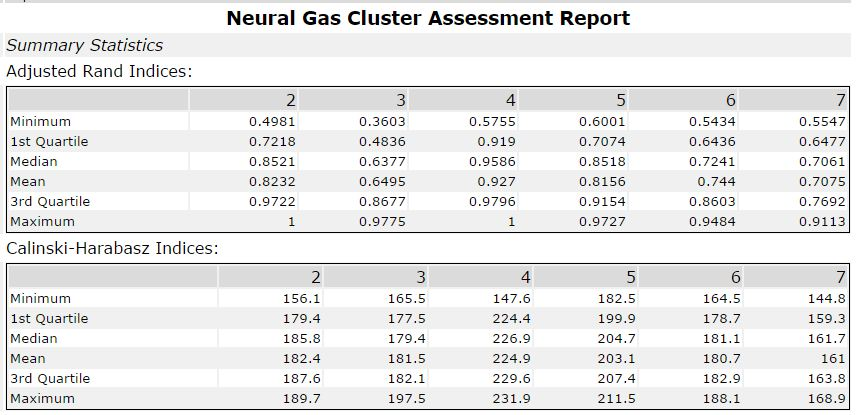 Neural Gas Cluster Assessment Report
Summary Statistics
Adjusted Rand Indices:
2 3 4 5 6 7
Minimum 0.4981 0.3603 0.5755 0.6001 0.5434 0.5547
1st Quartile 0.7218 0.4836 0.919 0.7074 0.6436 0.6477
Median 0.8521 0.6377 0.9586 0.8518 0.7241 0.7061
Mean 0.8232 0.6495 0.927 0.8156 0.744 0.7075
3rd Quartile 0.9722 0.8677 0.9796 0.9154 0.8603 0.7692
Maximum 1 0.9775 1 0.9727 0.9484 0.9113
Calinski-Harabasz Indices:
2 3 4 5 6 7
Minimum 156.1 165.5 147.6 182.5 164.5 144.8
1st Quartile 179.4 177.5 224.4 199.9 178.7 159.3
Median 185.8 179.4 226.9 204.7 181.1 161.7
Mean 182.4 181.5 224.9 203.1 180.7 161
3rd Quartile 187.6 182.1 229.6 207.4 182.9 163.8
Maximum 189.7 197.5 231.9 211.5 188.1 168.9